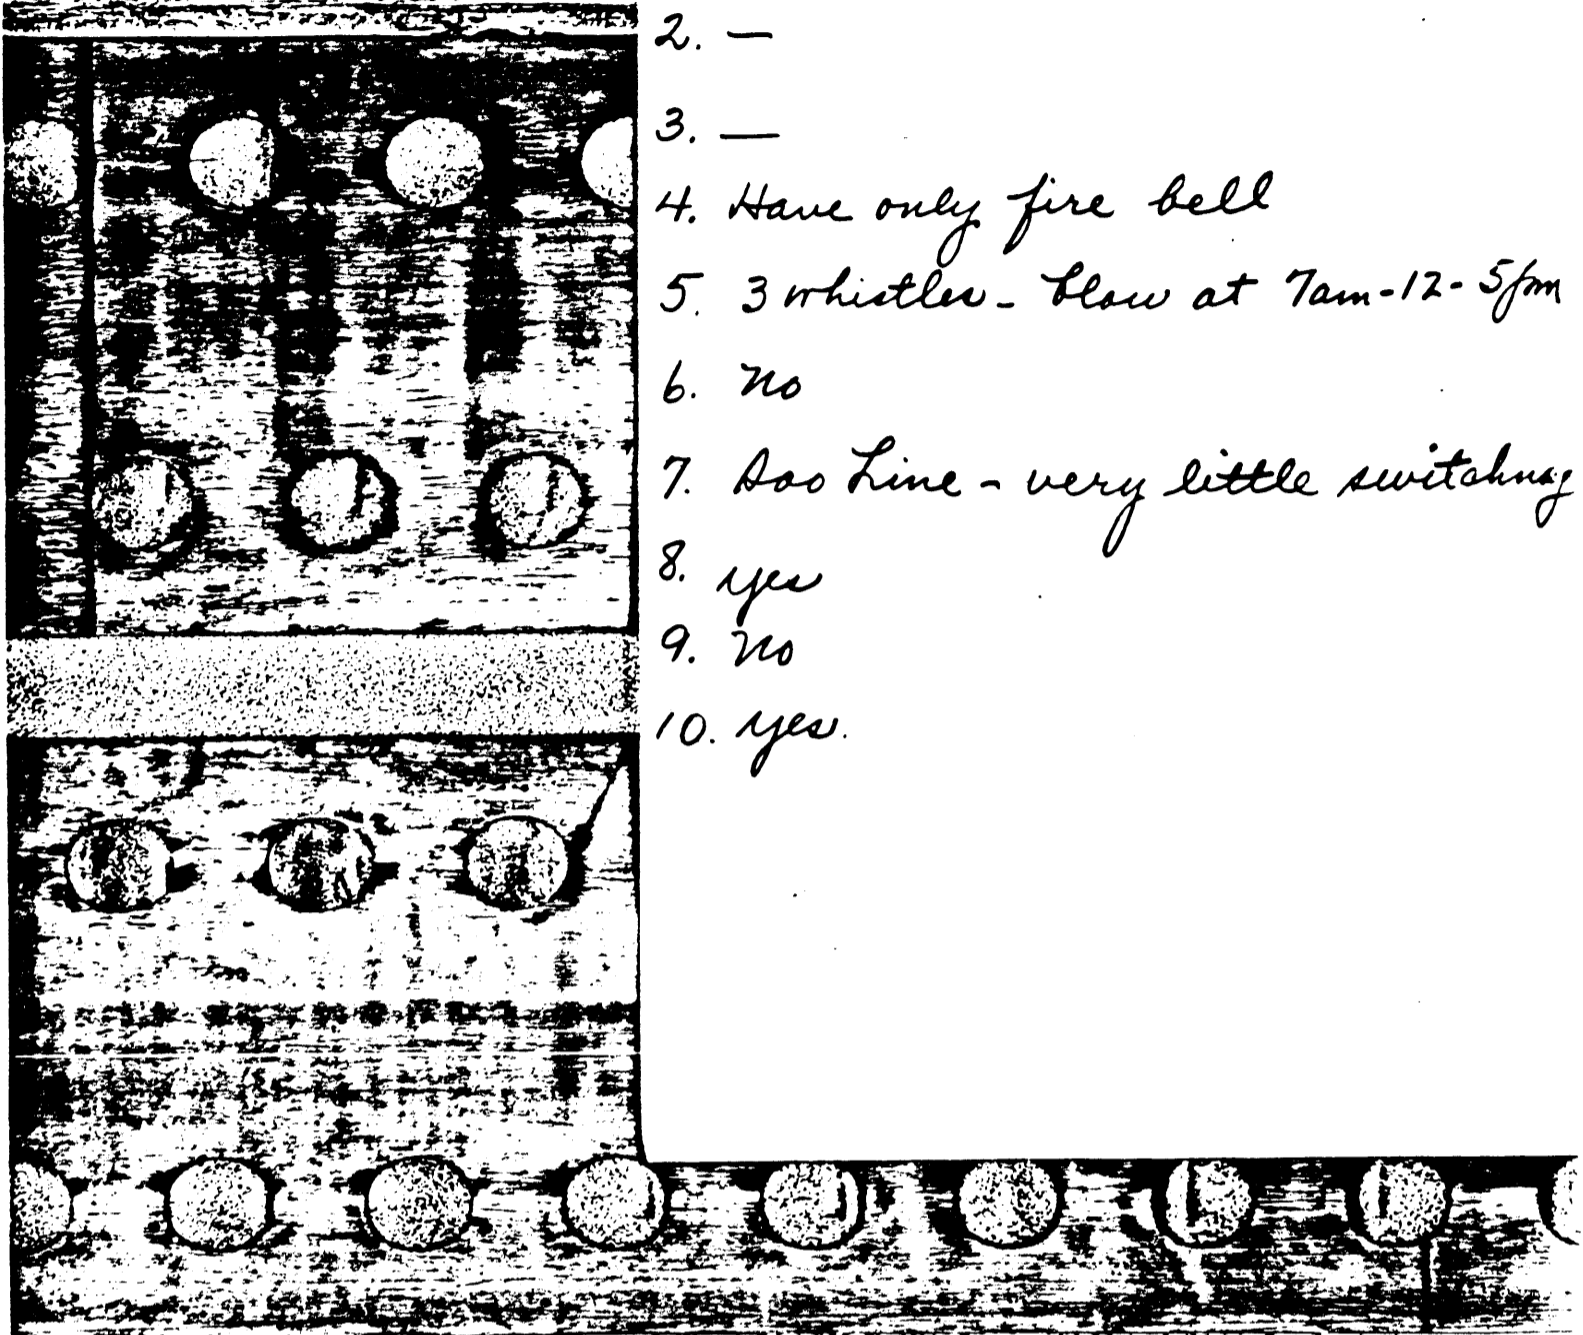 2. —
3. —
4. Have only fire bell
5. 3 whistles - blow at 7am-12-5pm
6. No
7. Soo Line - very little switching
8. yes
9. No
10. yes.